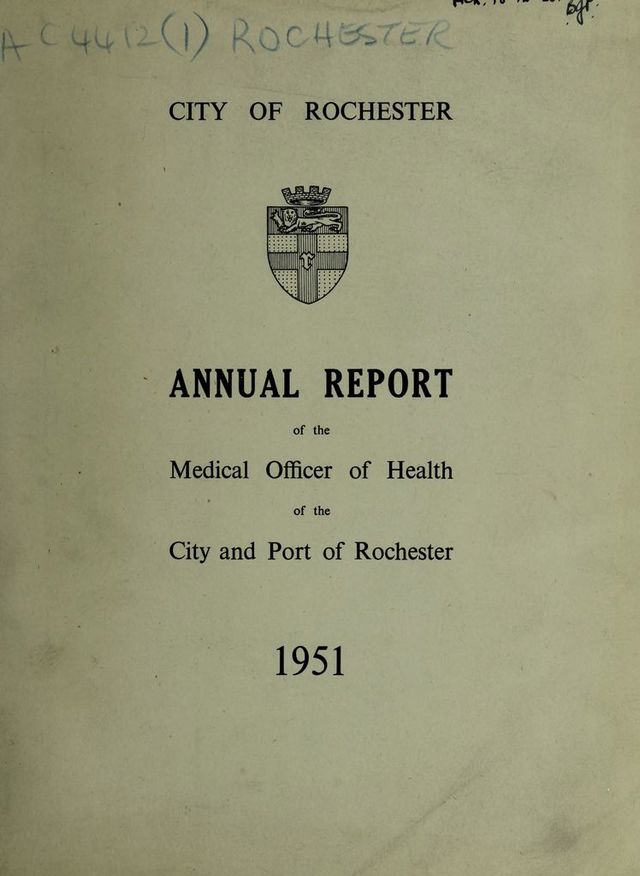 AC4412(1) ROCHESTER
CITY OF ROCHESTER
r
ANNUAL REPORT
of the
Medical Officer of Health
of the
City and Port of Rochester
1951